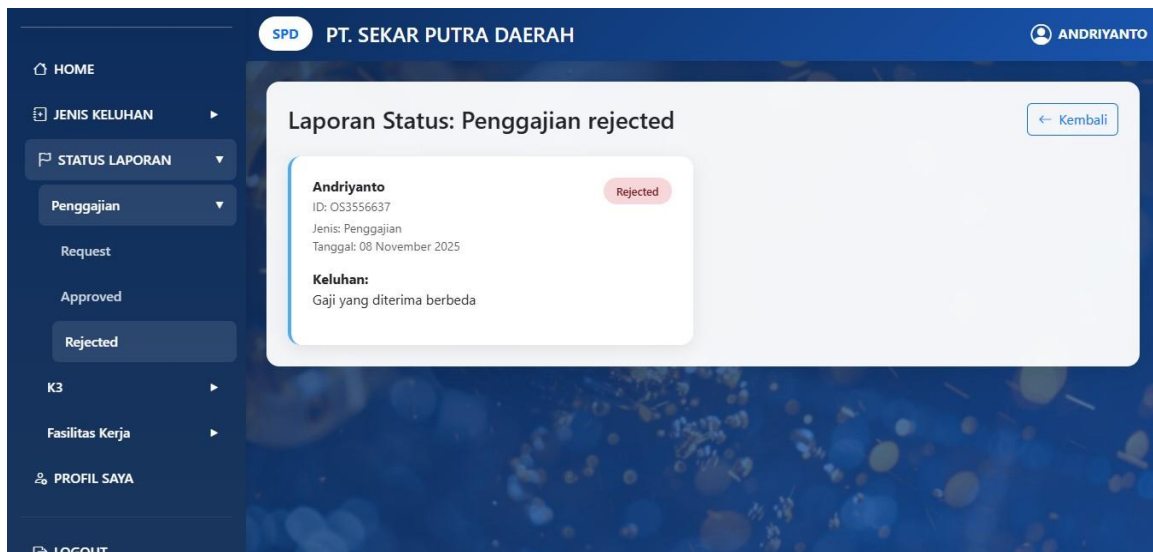 SPD PT. SEKAR PUTRA DAERAH
ANDRIYANTO
HOME
JENIS KELUHAN
STATUS LAPORAN
Penggajian
Request
Approved
Rejected
K3
Fasilitas Kerja
PROFIL SAYA
LOGOUT
Laporan Status: Penggajian rejected
← Kembali
Andriyanto
Rejected
ID: OS3556637
Jenis: Penggajian
Tanggal: 08 November 2025
Keluhan:
Gaji yang diterima berbeda